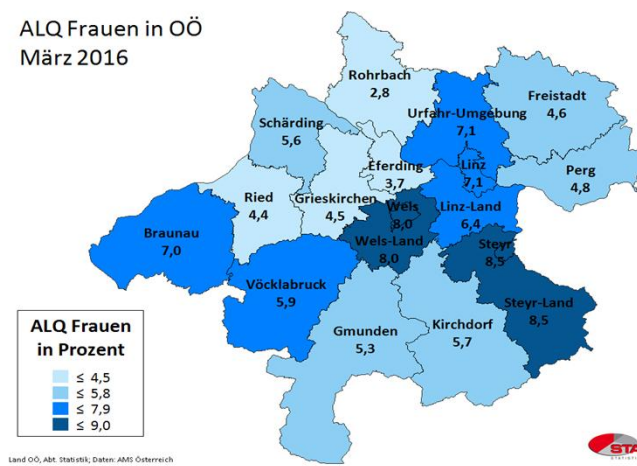 ALQ Frauen in OÖ
März 2016
Rohrbach
2,8
Freistadt
4,6
Urfahr-Umgebung
7,1
Schärding
5,6
Eferding
3,7
Linz
7,1
Perg
4,8
Ried
4,4
Grieskirchen
4,5
Wels
8,0
Linz-Land
6,4
Braunau
7,0
Wels-Land
8,0
Steyr
8,5
Vöcklabruck
5,9
Steyr-Land
8,5
Gmunden
5,3
Kirchdorf
5,7
ALQ Frauen
in Prozent
≤ 4,5
≤ 5,8
≤ 7,9
≤ 9,0
Land OÖ, Abt. Statistik; Daten: AMS Österreich